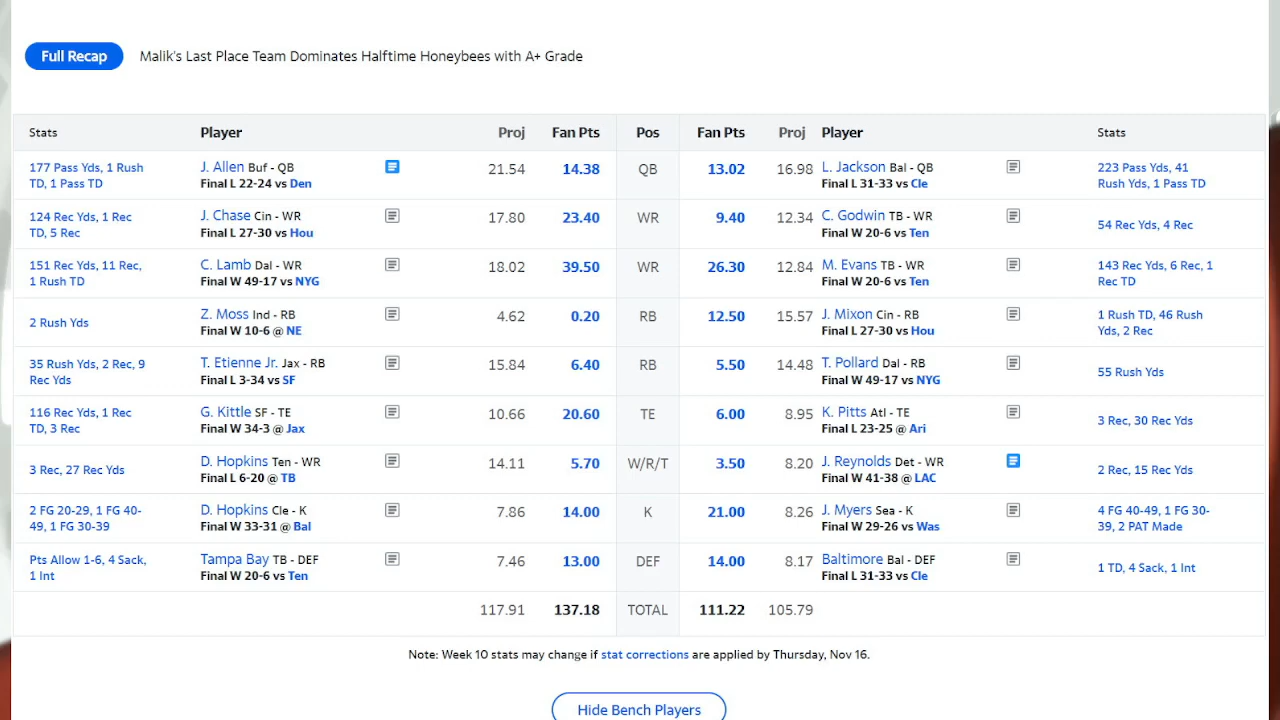 Full Recap Malik's Last Place Team Dominates Halftime Honeybees with A+ Grade
Stats Player Proj Fan Pts Pos Fan Pts Proj Player Stats
177 Pass Yds, 1 Rush J. Allen Buf - QB 21.54 14.38 QB 13.02 16.98 L. Jackson Bal - QB 223 Pass Yds, 41
TD, 1 Pass TD Final L 22-24 vs Den Final L 31-33 vs Cle Rush Yds, 1 Pass TD
124 Rec Yds, 1 Rec J. Chase Cin - WR 17.80 23.40 WR 9.40 12.34 C. Godwin TB - WR 54 Rec Yds, 4 Rec
TD, 5 Rec Final L 27-30 vs Hou Final W 20-6 vs Ten
151 Rec Yds, 11 Rec, C. Lamb Dal - WR 18.02 39.50 WR 26.30 12.84 M. Evans TB - WR 143 Rec Yds, 6 Rec, 1
1 Rush TD Final W 49-17 vs NYG Final W 20-6 vs Ten Rec TD
2 Rush Yds Z. Moss Ind - RB 4.62 0.20 RB 12.50 15.57 J. Mixon Cin - RB 1 Rush TD, 46 Rush
Final W 10-6 @ NE Final L 27-30 vs Hou Yds, 2 Rec
35 Rush Yds, 2 Rec, 9 T. Etienne Jr. Jax - RB 15.84 6.40 RB 5.50 14.48 T. Pollard Dal - RB 55 Rush Yds
Rec Yds Final L 3-34 vs SF Final W 49-17 vs NYG
116 Rec Yds, 1 Rec G. Kittle SF - TE 10.66 20.60 TE 6.00 8.95 K. Pitts Atl - TE 3 Rec, 30 Rec Yds
TD, 3 Rec Final W 34-3 @ Jax Final L 23-25 @ Ari
3 Rec, 27 Rec Yds D. Hopkins Ten - WR 14.11 5.70 W/R/T 3.50 8.20 J. Reynolds Det - WR 2 Rec, 15 Rec Yds
Final L 6-20 @ TB Final W 41-38 @ LAC
2 FG 20-29, 1 FG 40- D. Hopkins Cle - K 7.86 14.00 K 21.00 8.26 J. Myers Sea - K 4 FG 40-49, 1 FG 30-
49, 1 FG 30-39 Final W 33-31 @ Bal Final W 29-26 vs Was 39, 2 PAT Made
Pts Allow 1-6, 4 Sack, Tampa Bay TB - DEF 7.46 13.00 DEF 14.00 8.17 Baltimore Bal - DEF 1 TD, 4 Sack, 1 Int
1 Int Final W 20-6 vs Ten Final L 31-33 vs Cle
117.91 137.18 TOTAL 111.22 105.79
Note: Week 10 stats may change if stat corrections are applied by Thursday, Nov 16.
Hide Bench Players